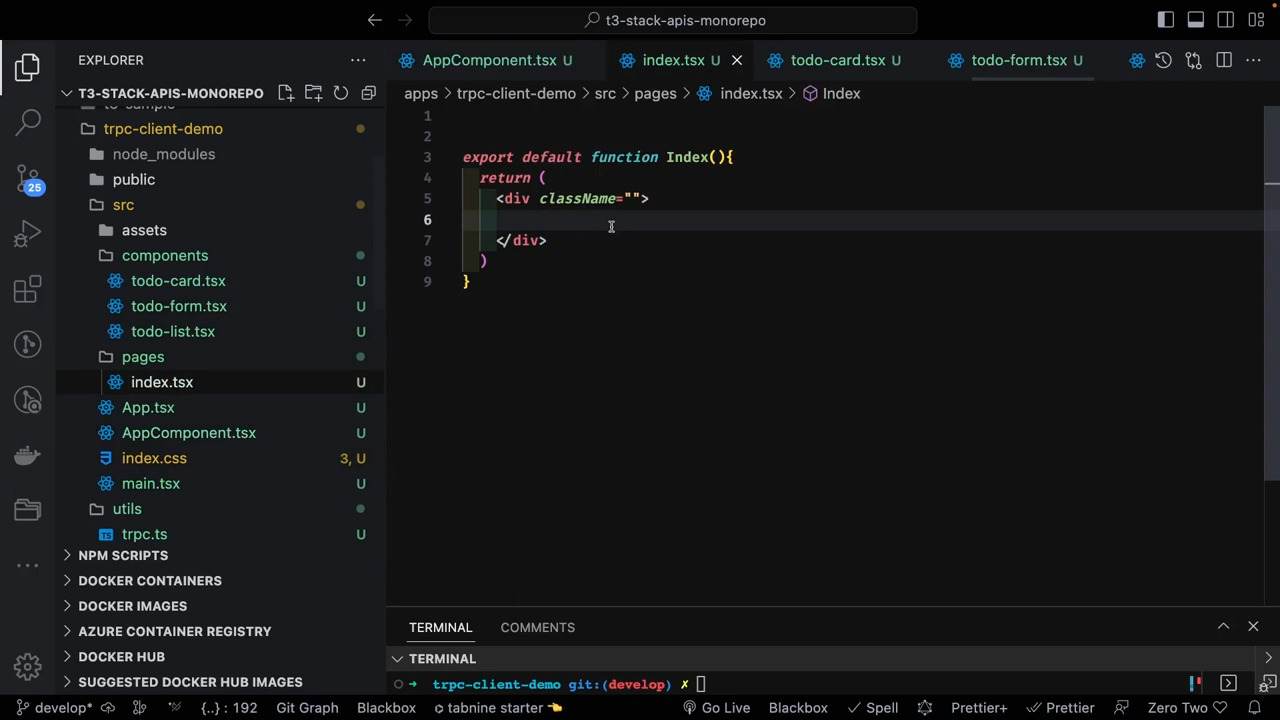 t3-stack-apis-monorepo
EXPLORER
AppComponent.tsx U
index.tsx U
todo-card.tsx U
todo-form.tsx U
T3-STACK-APIS-MONOREPO
apps > trpc-client-demo > src > pages > index.tsx > Index
trpc-client-demo
node_modules
public
src
assets
components
todo-card.tsx U
todo-form.tsx U
todo-list.tsx U
pages
index.tsx U
App.tsx U
AppComponent.tsx U
index.css 3, U
main.tsx U
utils
trpc.ts U
NPM SCRIPTS
DOCKER CONTAINERS
DOCKER IMAGES
AZURE CONTAINER REGISTRY
DOCKER HUB
SUGGESTED DOCKER HUB IMAGES
25
1
2
3 export default function Index(){
4 return (
5 <div className="">
6
7 </div>
8 )
9 }
TERMINAL COMMENTS
TERMINAL
trpc-client-demo git:(develop) ✗
develop* {..} : 192 Git Graph Blackbox tabnine starter Go Live Blackbox Spell Prettier+ Prettier Zero Two